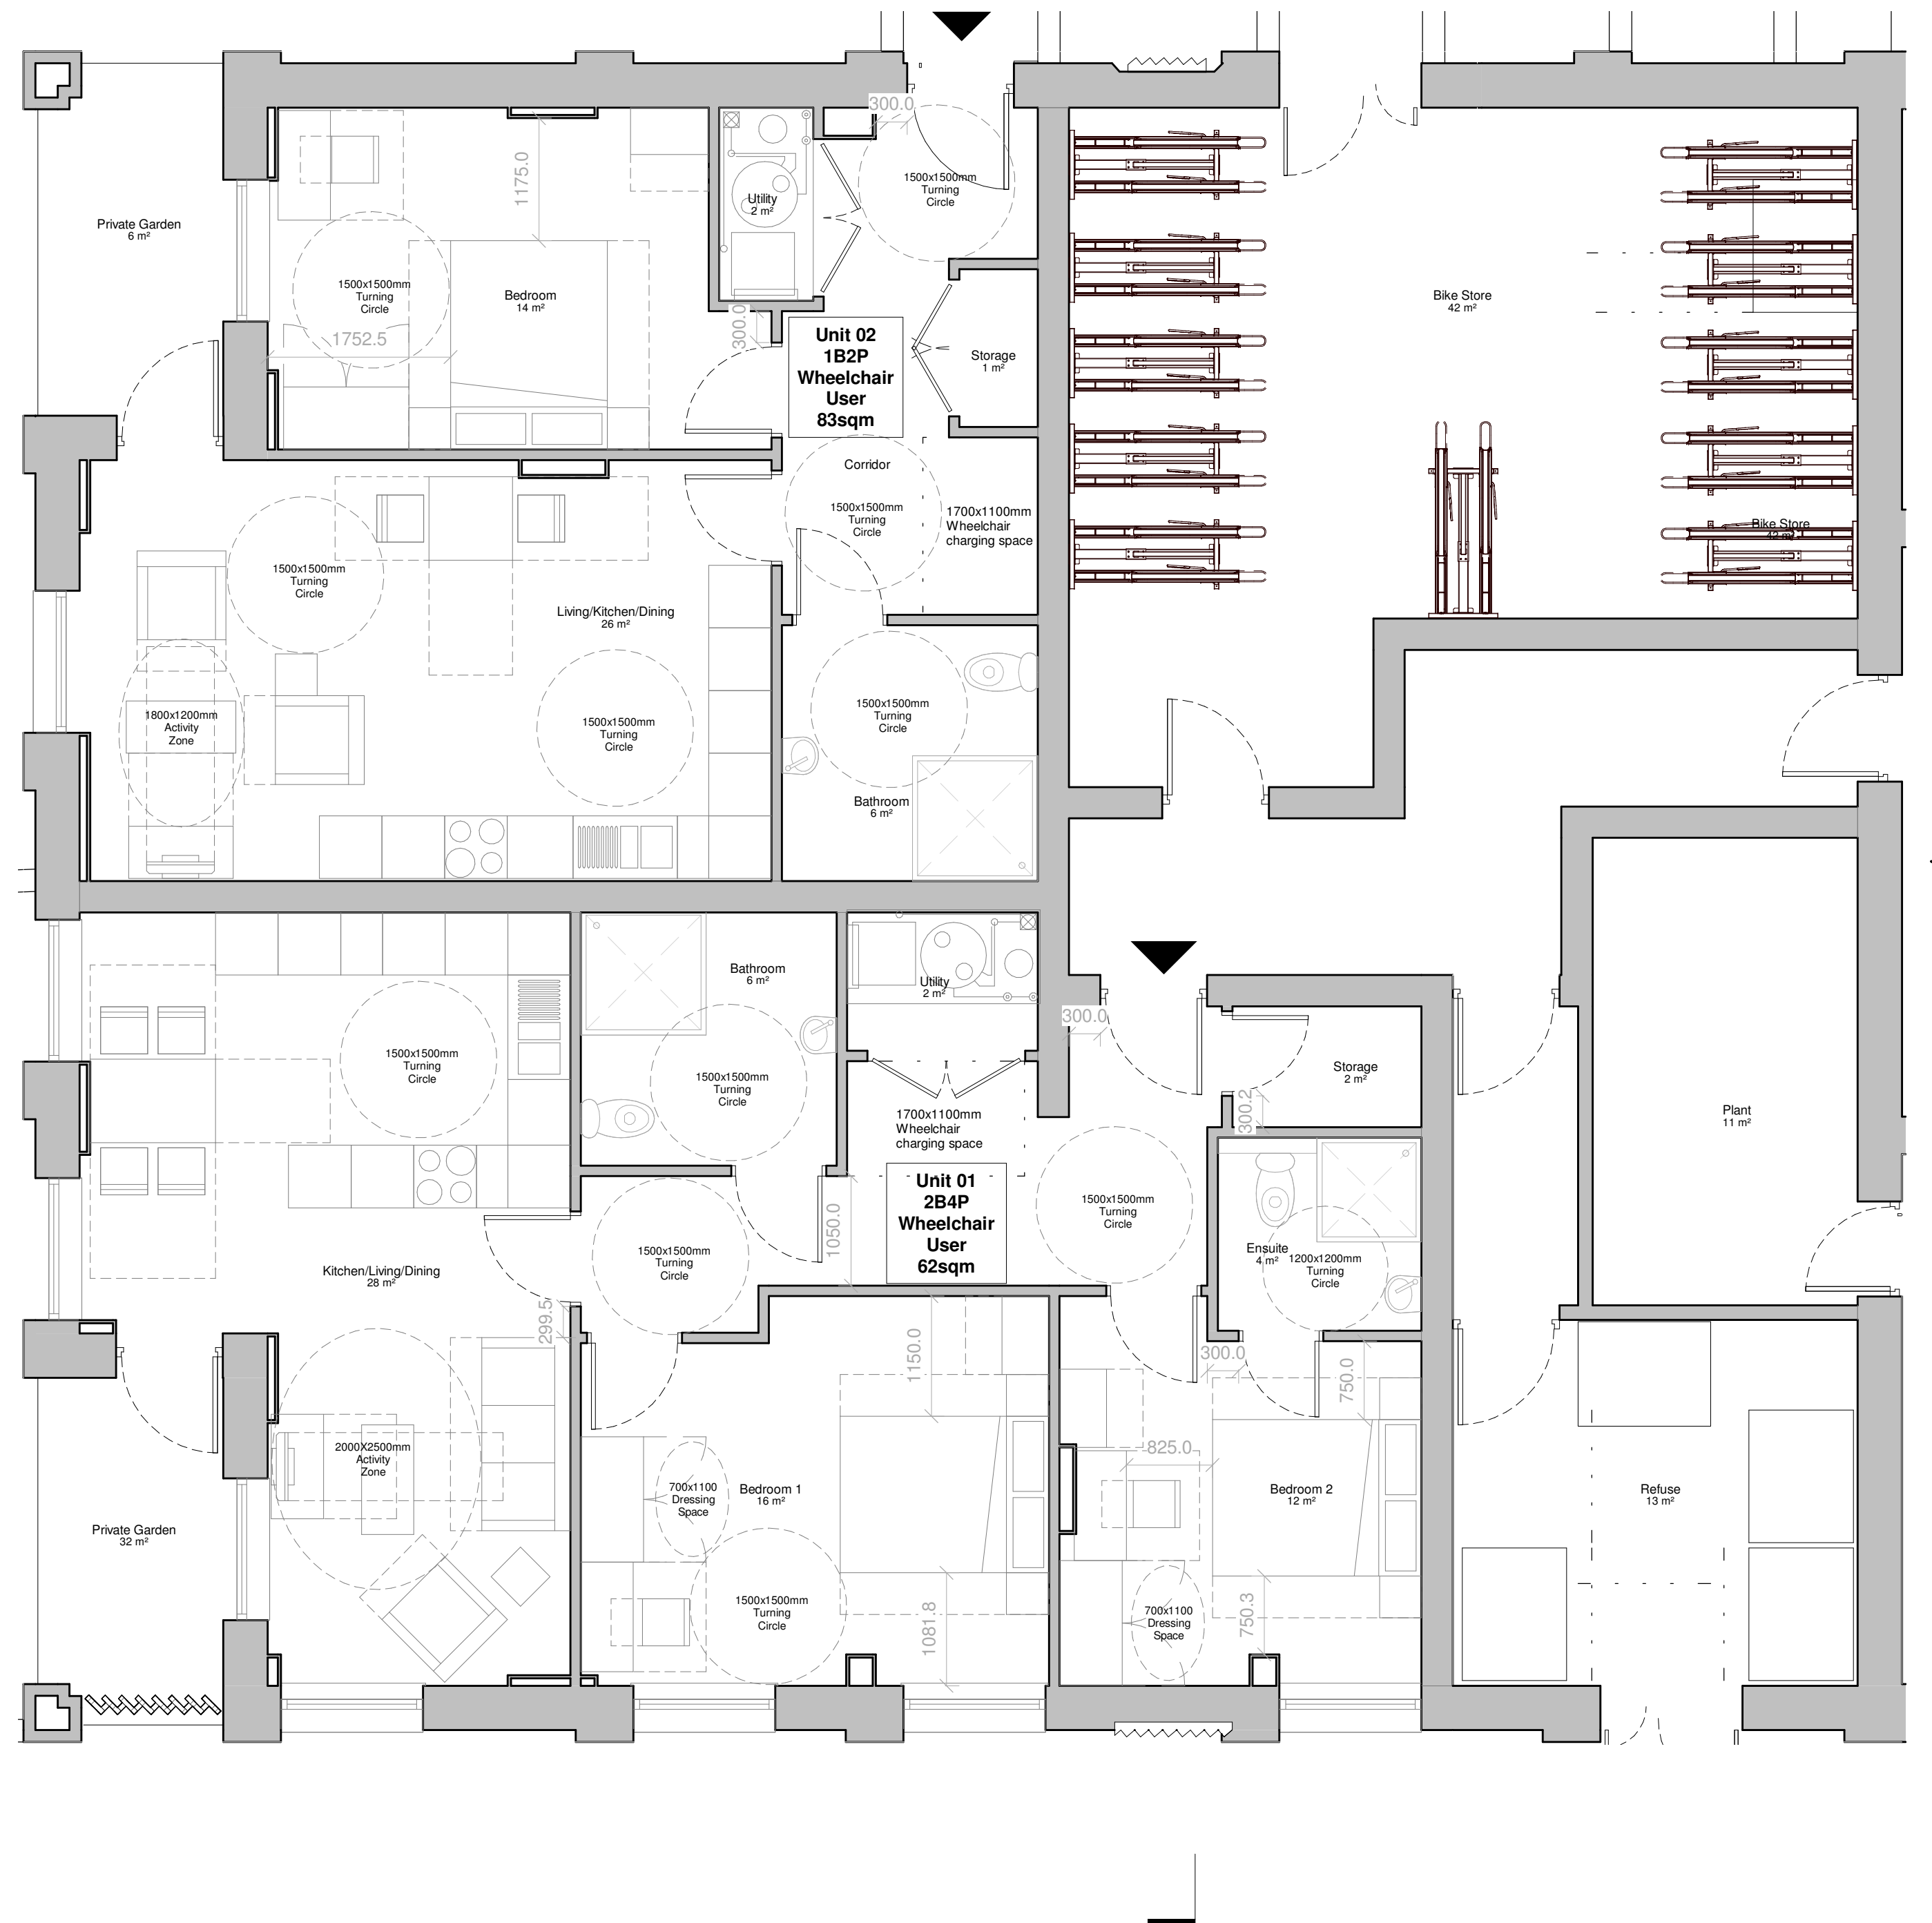 300.0
1500x1500mm
Turning
Circle
Utility
2 m²
1175.0
Private Garden
6 m²
1500x1500mm
Turning
Circle
1752.5
Bedroom
14 m²
300.0
Unit 02
1B2P
Wheelchair
User
83sqm
Storage
1 m²
Bike Store
42 m²
Corridor
1500x1500mm
Turning
Circle
1700x1100mm
Wheelchair
charging space
Bike Store
42 m²
1500x1500mm
Turning
Circle
Living/Kitchen/Dining
26 m²
1800x1200mm
Activity
Zone
1500x1500mm
Turning
Circle
1500x1500mm
Turning
Circle
Bathroom
6 m²
Bathroom
6 m²
Utility
2 m²
300.0
1500x1500mm
Turning
Circle
1500x1500mm
Turning
Circle
Storage
2 m²
300.2
1700x1100mm
Wheelchair
charging space
Plant
11 m²
Unit 01
2B4P
Wheelchair
User
62sqm
1050.0
1500x1500mm
Turning
Circle
1500x1500mm
Turning
Circle
Ensuite
4 m²
1200x1200mm
Turning
Circle
Kitchen/Living/Dining
28 m²
299.5
1150.0
300.0
750.0
2000X2500mm
Activity
Zone
825.0
700x1100
Dressing
Space
Bedroom 1
16 m²
Bedroom 2
12 m²
Refuse
13 m²
Private Garden
32 m²
1500x1500mm
Turning
Circle
1081.8
700x1100
Dressing
Space
750.3